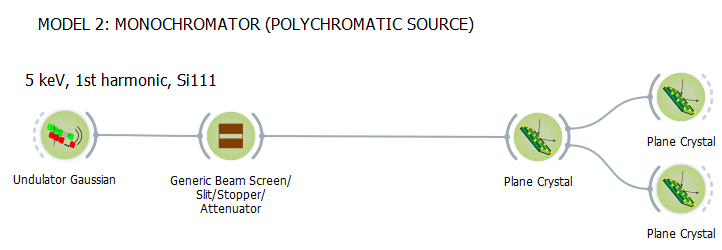 MODEL 2: MONOCHROMATOR (POLYCHROMATIC SOURCE)
5 keV, 1st harmonic, Si111
Undulator Gaussian
Generic Beam Screen/
Slit/Stopper/
Attenuator
Plane Crystal
Plane Crystal
Plane Crystal